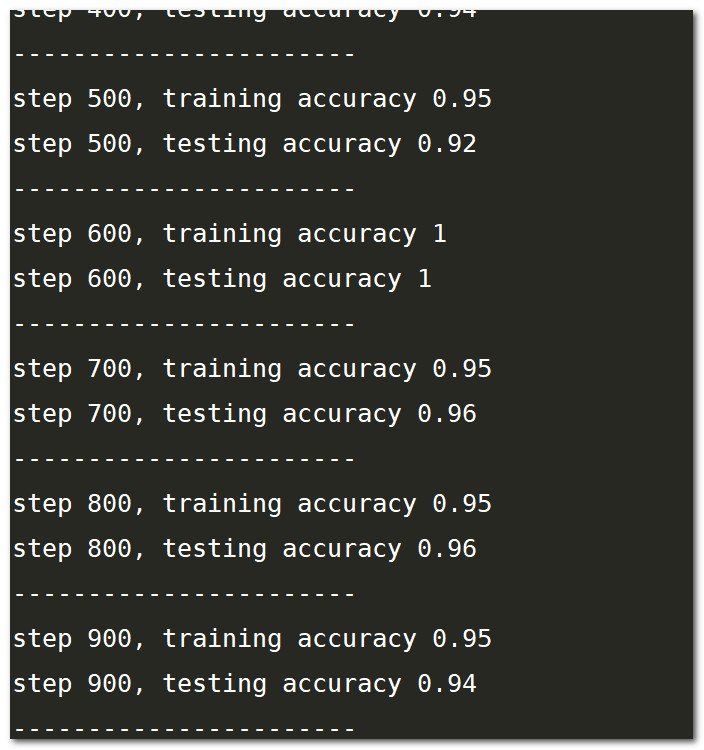 step 400, testing accuracy 0.94
-----------------------
step 500, training accuracy 0.95
step 500, testing accuracy 0.92
-----------------------
step 600, training accuracy 1
step 600, testing accuracy 1
-----------------------
step 700, training accuracy 0.95
step 700, testing accuracy 0.96
-----------------------
step 800, training accuracy 0.95
step 800, testing accuracy 0.96
-----------------------
step 900, training accuracy 0.95
step 900, testing accuracy 0.94
-----------------------